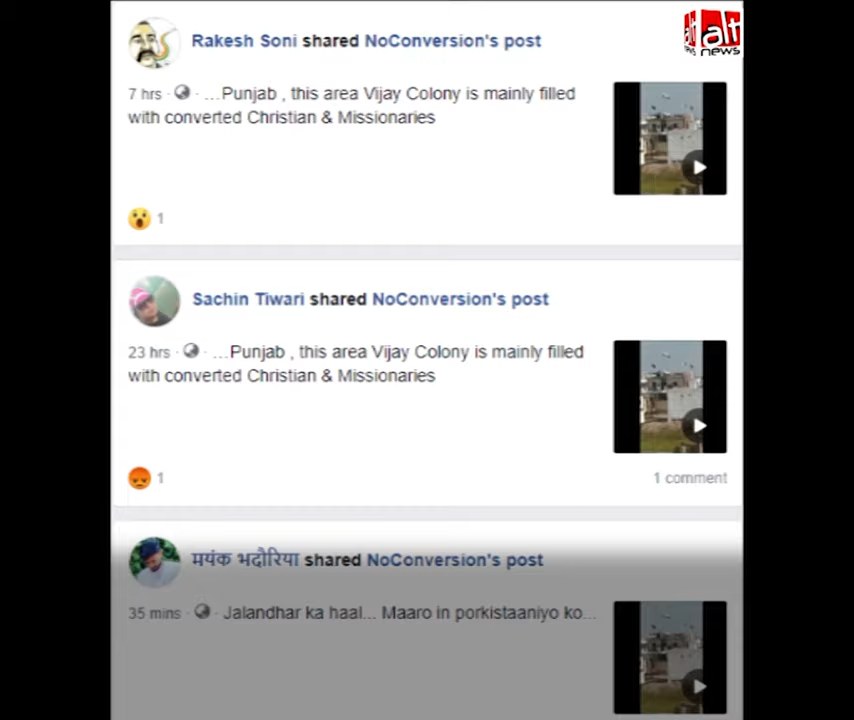 alt
news
Rakesh Soni shared NoConversion's post
7 hrs · ...Punjab , this area Vijay Colony is mainly filled
with converted Christian & Missionaries
1
Sachin Tiwari shared NoConversion's post
23 hrs · ...Punjab , this area Vijay Colony is mainly filled
with converted Christian & Missionaries
1
1 comment
मयंक भदौरिया shared NoConversion's post
35 mins · Jalandhar ka haal... Maaro in porkistaaniyo ko...